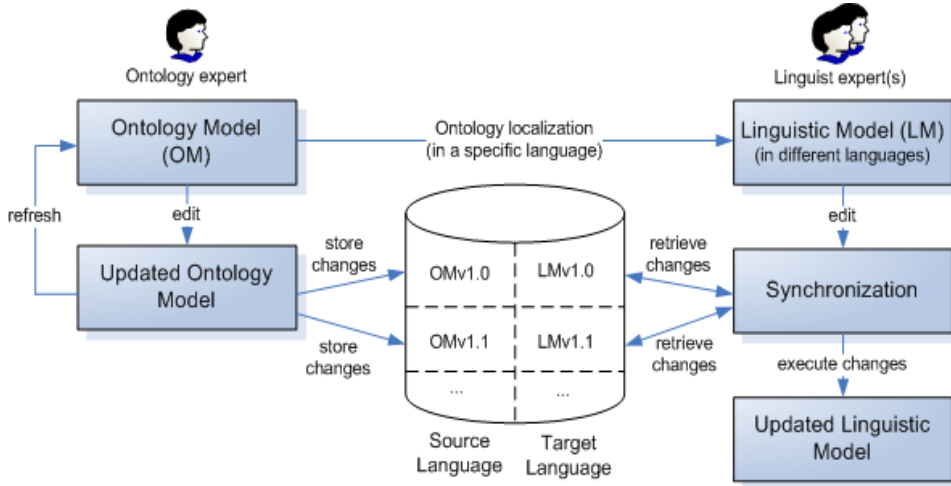 Ontology expert
Linguist expert(s)
Ontology Model
(OM)
Ontology localization
(in a specific language)
Linguistic Model (LM)
(in different languages)
refresh
edit
edit
Updated Ontology
Model
store
changes
store
changes
OMv1.0
LMv1.0
OMv1.1
LMv1.1
...
...
retrieve
changes
retrieve
changes
Synchronization
execute changes
Source
Language
Target
Language
Updated Linguistic
Model